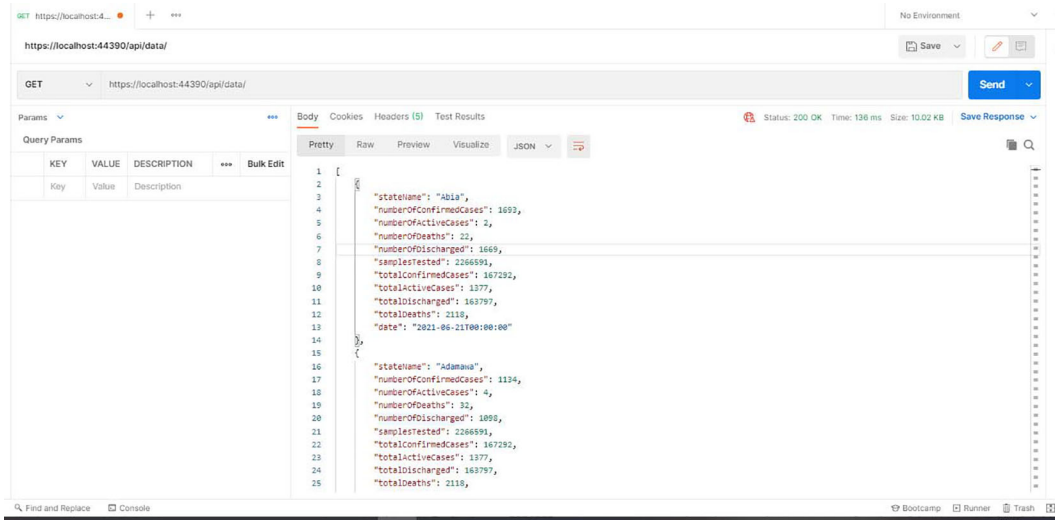 GET https://localhost:4... + ooo No Environment
https://localhost:44390/api/data/ Save
GET https://localhost:44390/api/data/ Send
Params ooo Body Cookies Headers (5) Test Results Status: 200 OK Time: 136 ms Size: 10.02 KB Save Response
Query Params Pretty Raw Preview Visualize JSON
KEY VALUE DESCRIPTION ooo Bulk Edit
Key Value Description
1 [
2 {
3 "stateName": "Abia",
4 "numberOfConfirmedCases": 1693,
5 "numberOfActiveCases": 2,
6 "numberOfDeaths": 22,
7 "numberOfDischarged": 1669,
8 "samplesTested": 2266591,
9 "totalConfirmedCases": 167292,
10 "totalActiveCases": 1377,
11 "totalDischarged": 163797,
12 "totalDeaths": 2118,
13 "date": "2021-06-21T00:00:00"
14 },
15 {
16 "stateName": "Adamawa",
17 "numberOfConfirmedCases": 1134,
18 "numberOfActiveCases": 4,
19 "numberOfDeaths": 32,
20 "numberOfDischarged": 1098,
21 "samplesTested": 2266591,
22 "totalConfirmedCases": 167292,
23 "totalActiveCases": 1377,
24 "totalDischarged": 163797,
25 "totalDeaths": 2118,
Find and Replace Console Bootcamp Runner Trash